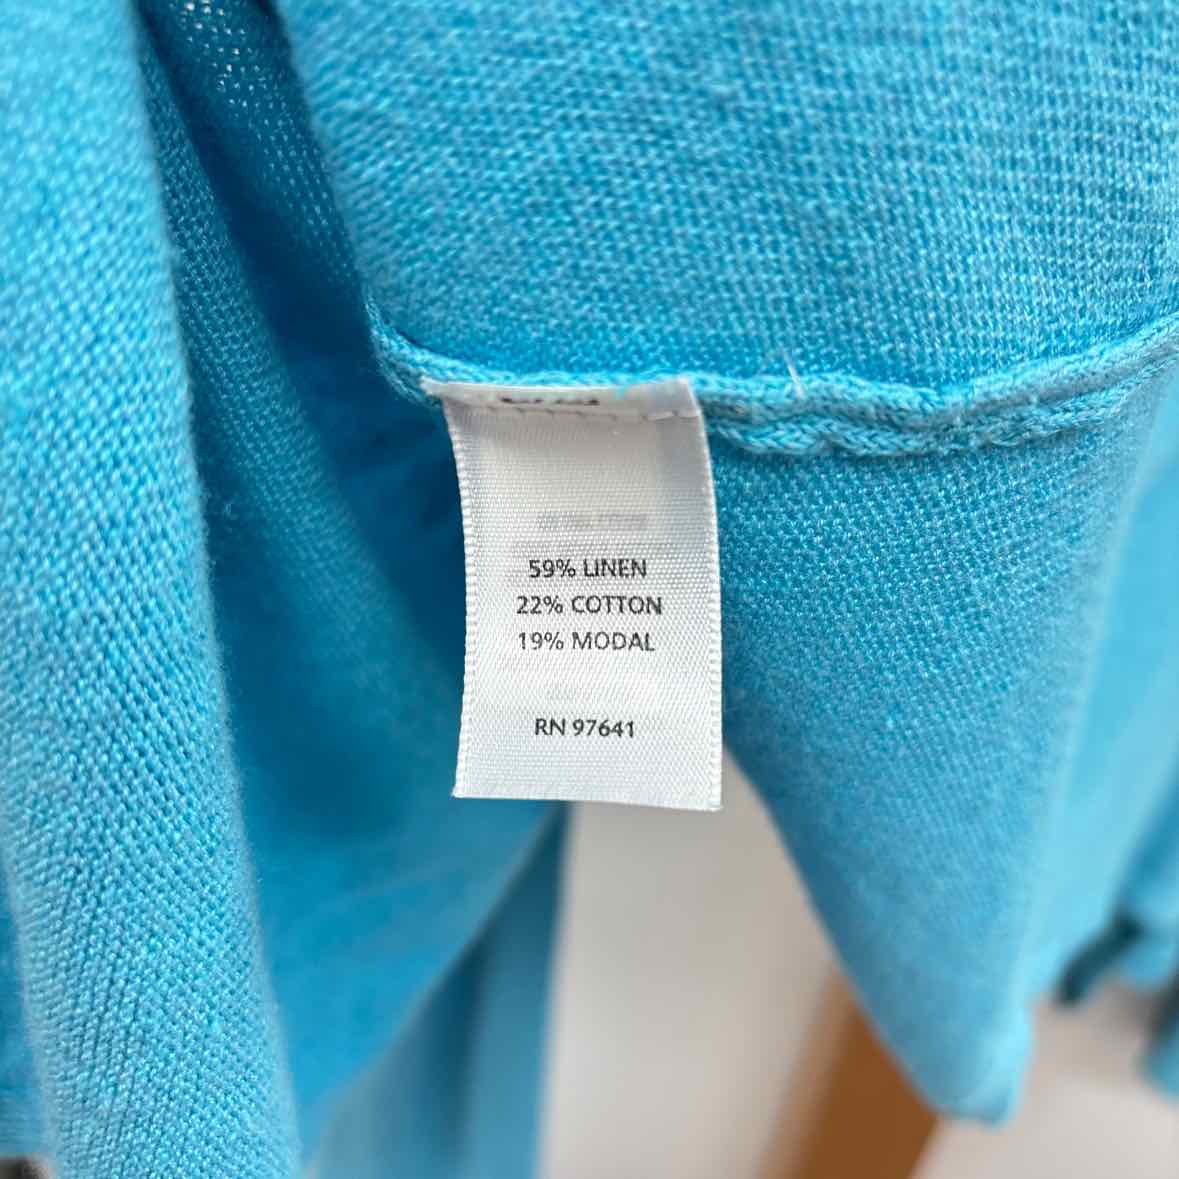 59% LINEN
22% COTTON
19% MODAL
RN 97641